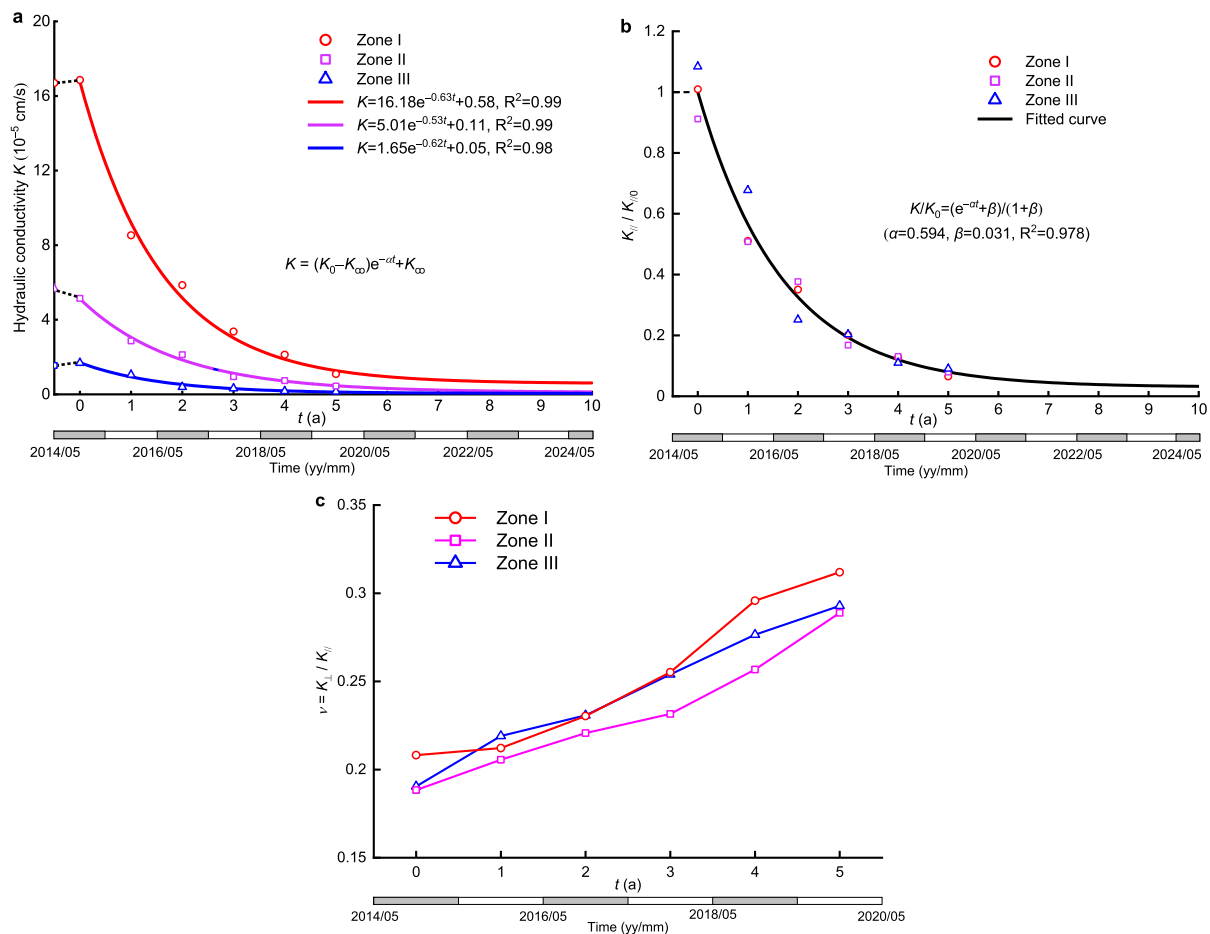 a
20
16
12
8
4
0
Hydraulic conductivity K (10⁻⁵ cm/s)
Zone I
Zone II
Zone III
K=16.18e^–0.63t+0.58, R²=0.99
K=5.01e^–0.53t+0.11, R²=0.99
K=1.65e^–0.62t+0.05, R²=0.98
K = (K₀–K∞)e^–αt+K∞
0 1 2 3 4 5 6 7 8 9 10
t (a)
2014/05 2016/05 2018/05 2020/05 2022/05 2024/05
Time (yy/mm)
b
1.2
1
0.8
0.6
0.4
0.2
0
K// / K//0
Zone I
Zone II
Zone III
Fitted curve
K/K₀=(e^–αt+β)/(1+β)
(α=0.594, β=0.031, R²=0.978)
0 1 2 3 4 5 6 7 8 9 10
t (a)
2014/05 2016/05 2018/05 2020/05 2022/05 2024/05
Time (yy/mm)
c
0.35
0.3
0.25
0.2
0.15
ν = K⊥ / K//
Zone I
Zone II
Zone III
0 1 2 3 4 5
t (a)
2014/05 2016/05 2018/05 2020/05
Time (yy/mm)